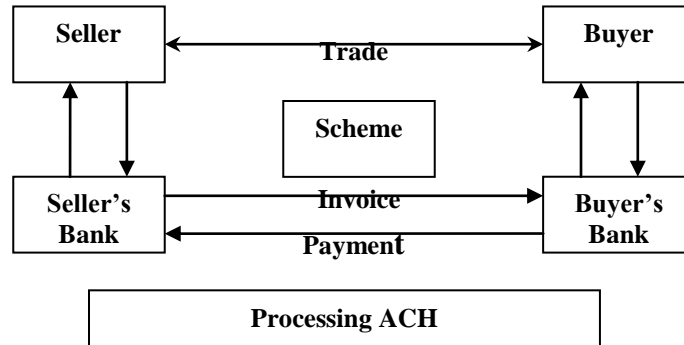 Seller
Buyer
Trade
Scheme
Seller's
Bank
Invoice
Buyer's
Bank
Payment
Processing ACH